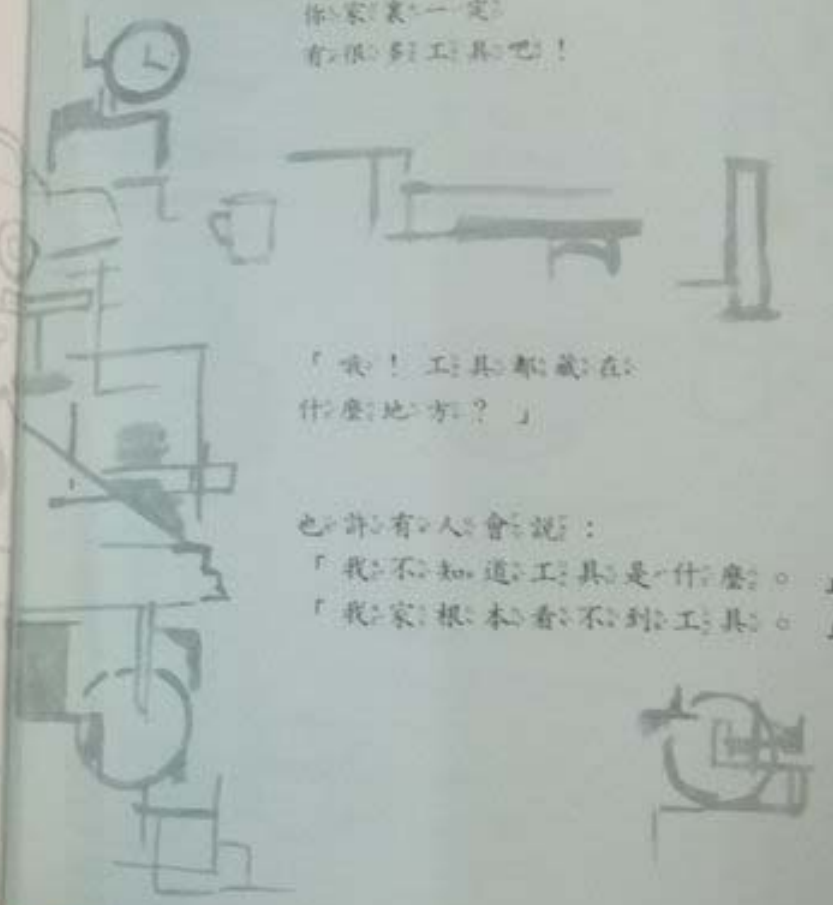 你家裏一定
有很多工具吧！
「哦！工具都藏在
什麼地方？」
也許有人會說：
「我不知道工具是什麼。」
「我家根本看不到工具。」